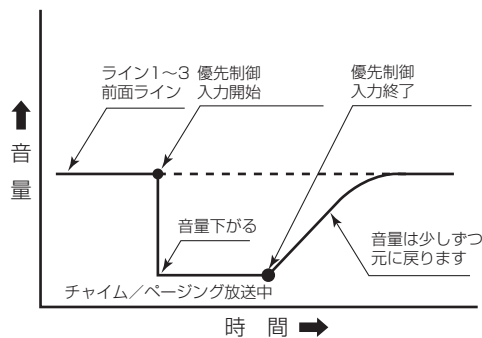 ライン1~3
前面ライン
優先制御
入力開始
優先制御
入力終了
音量
音量下がる
音量は少しずつ
元に戻ります
チャイム/ページング放送中
時 間